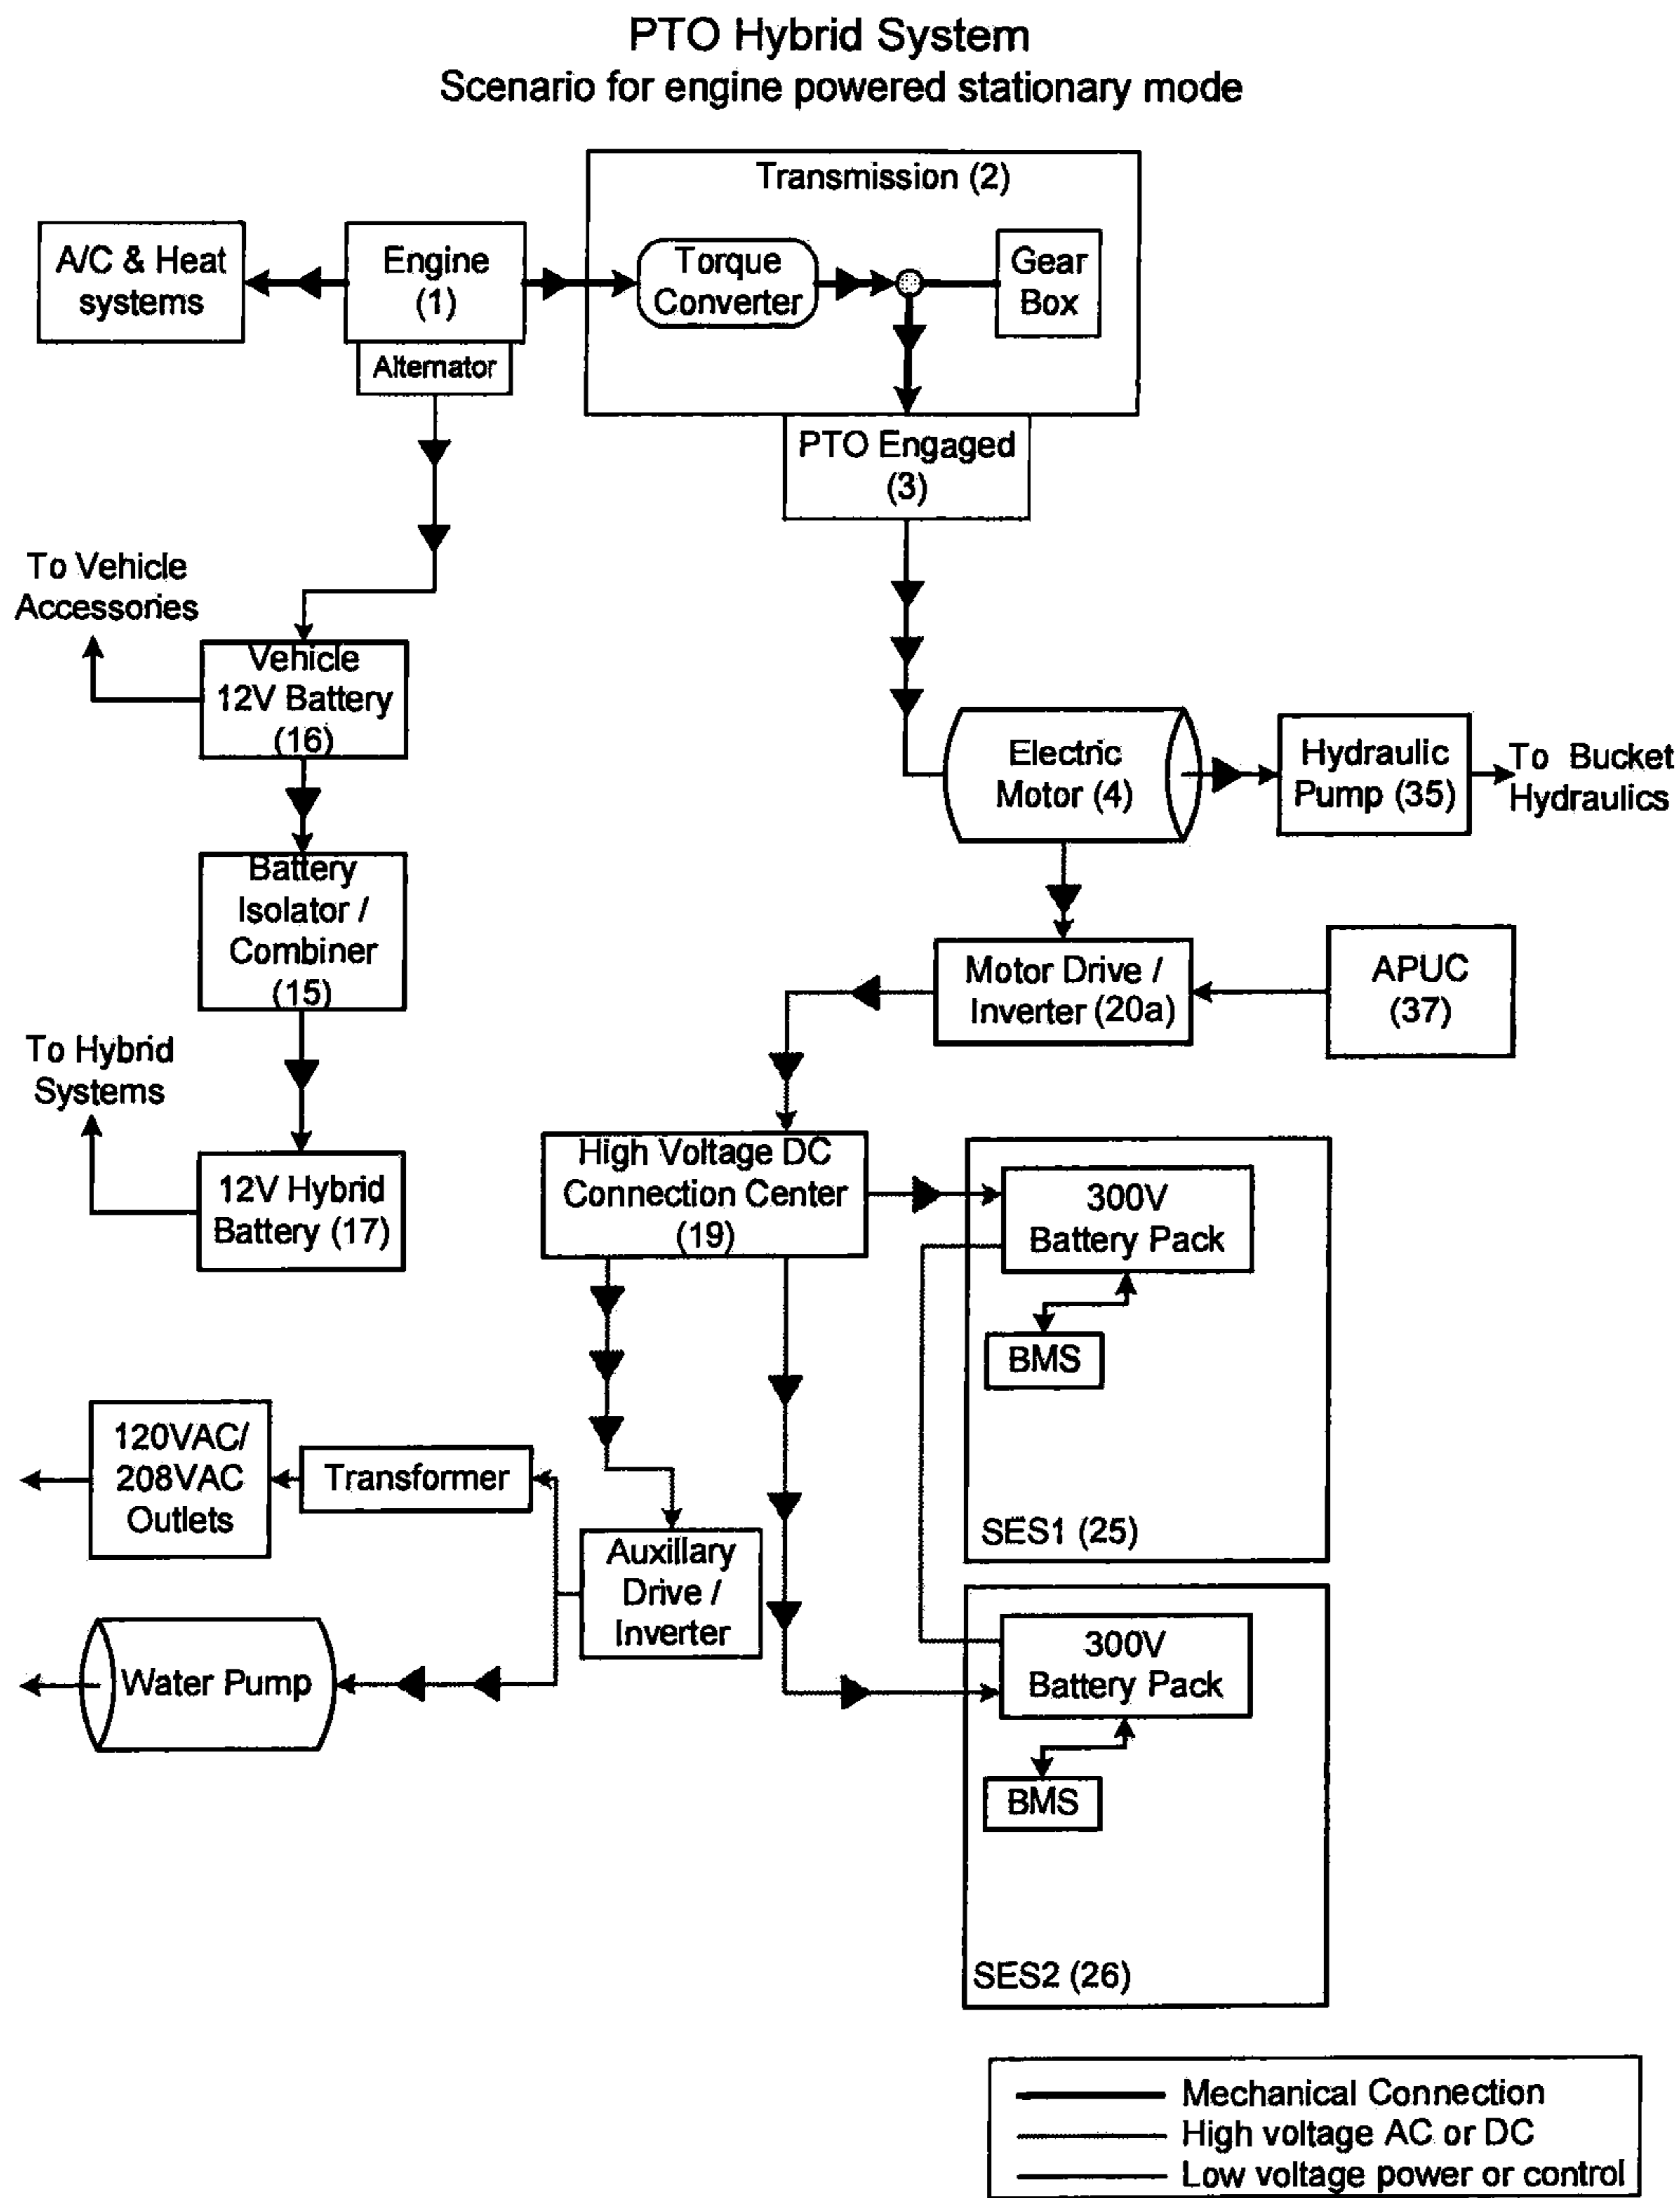 PTO Hybrid System
Scenario for engine powered stationary mode
Transmission (2)
A/C & Heat
systems
Engine
(1)
Alternator
Torque
Converter
Gear
Box
PTO Engaged
(3)
To Vehicle
Accessories
Vehicle
12V Battery
(16)
Electric
Motor (4)
Hydraulic
Pump (35)
To Bucket
Hydraulics
Battery
Isolator /
Combiner
(15)
Motor Drive /
Inverter (20a)
APUC
(37)
To Hybrid
Systems
12V Hybrid
Battery (17)
High Voltage DC
Connection Center
(19)
300V
Battery Pack
BMS
SES1 (25)
120VAC/
208VAC
Outlets
Transformer
Auxillary
Drive /
Inverter
Water Pump
300V
Battery Pack
BMS
SES2 (26)
Mechanical Connection
High voltage AC or DC
Low voltage power or control